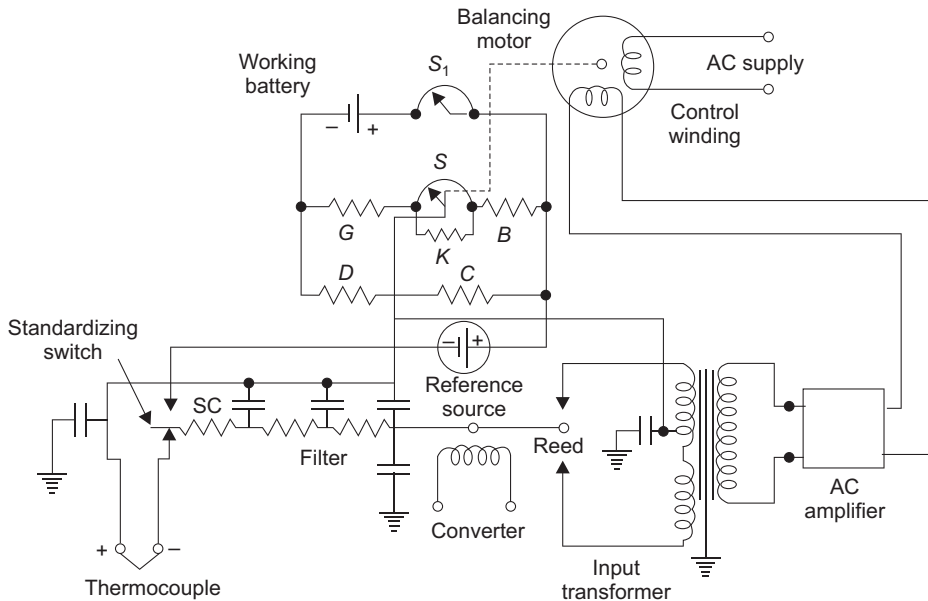 Balancing
motor
Working
battery
S1
AC supply
Control
winding
– +
S
G
B
K
D
C
Standardizing
switch
– +
Reference
source
SC
Filter
Reed
Converter
AC
amplifier
+ –
Thermocouple
Input
transformer